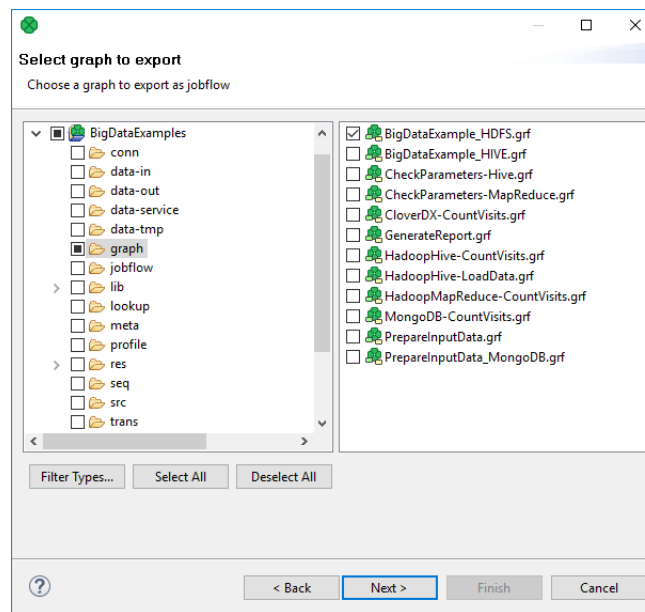 Select graph to export
Choose a graph to export as jobflow
BigDataExamples
conn
data-in
data-out
data-service
data-tmp
graph
jobflow
lib
lookup
meta
profile
res
seq
src
trans
BigDataExample_HDFS.grf
BigDataExample_HIVE.grf
CheckParameters-Hive.grf
CheckParameters-MapReduce.grf
CloverDX-CountVisits.grf
GenerateReport.grf
HadoopHive-CountVisits.grf
HadoopHive-LoadData.grf
HadoopMapReduce-CountVisits.grf
MongoDB-CountVisits.grf
PrepareInputData.grf
PrepareInputData_MongoDB.grf
Filter Types... Select All Deselect All
? < Back Next > Finish Cancel